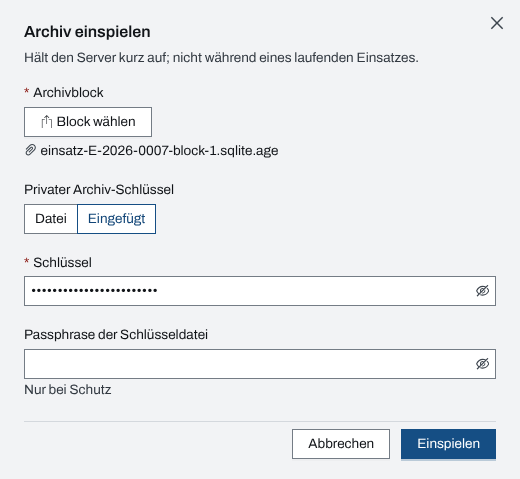 Archiv einspielen
Hält den Server kurz auf; nicht während eines laufenden Einsatzes.
* Archivblock
Block wählen
einsatz-E-2026-0007-block-1.sqlite.age
Privater Archiv-Schlüssel
Datei Eingefügt
* Schlüssel
••••••••••••••••••••••••
Passphrase der Schlüsseldatei
Nur bei Schutz
Abbrechen Einspielen